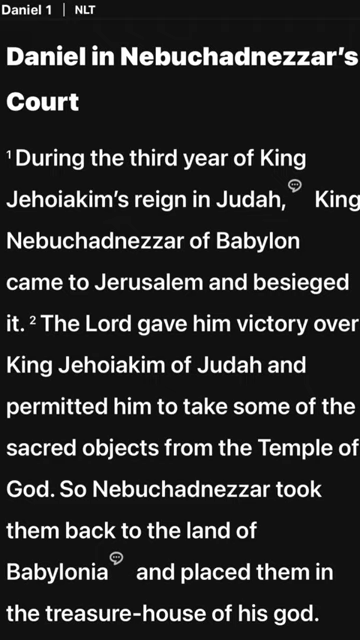 Daniel 1 | NLT
Daniel in Nebuchadnezzar's
Court
1 During the third year of King
Jehoiakim's reign in Judah, King
Nebuchadnezzar of Babylon
came to Jerusalem and besieged
it. 2 The Lord gave him victory over
King Jehoiakim of Judah and
permitted him to take some of the
sacred objects from the Temple of
God. So Nebuchadnezzar took
them back to the land of
Babylonia and placed them in
the treasure-house of his god.